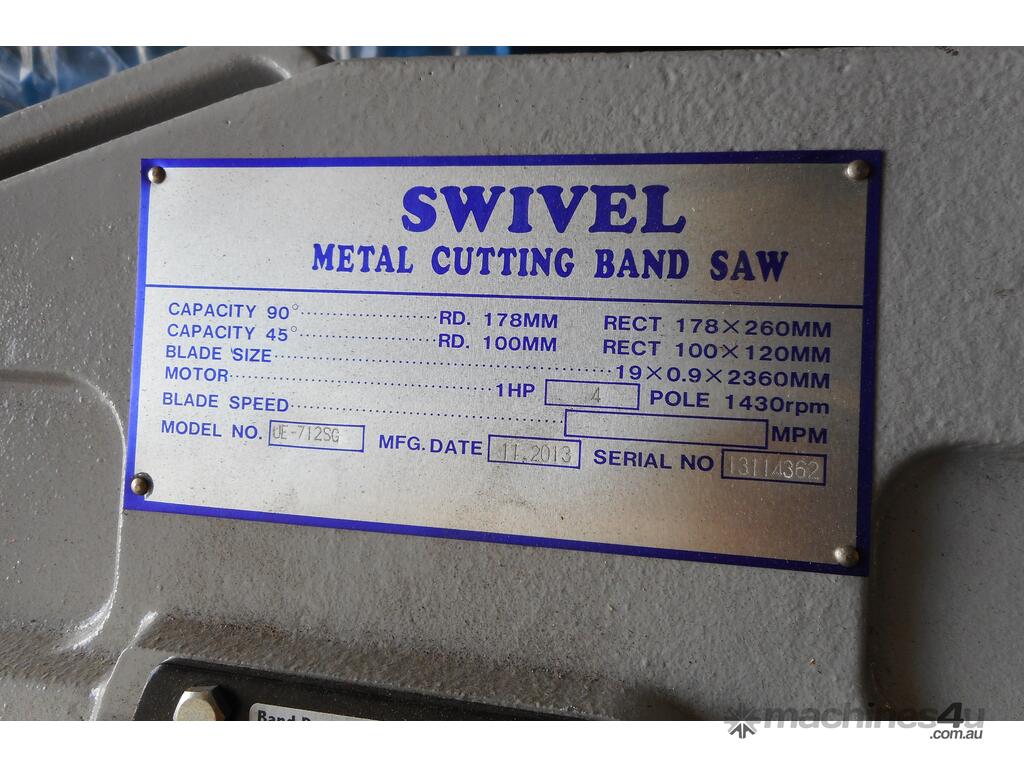 SWIVEL
METAL CUTTING BAND SAW
CAPACITY 90° RD. 178MM RECT 178×260MM
CAPACITY 45° RD. 100MM RECT 100×120MM
BLADE SIZE 19×0.9×2360MM
MOTOR 1HP 4 POLE 1430rpm
BLADE SPEED MPM
MODEL NO. UE-712SG MFG. DATE 11.2013 SERIAL NO 13114362
Band
machines4u
.com.au